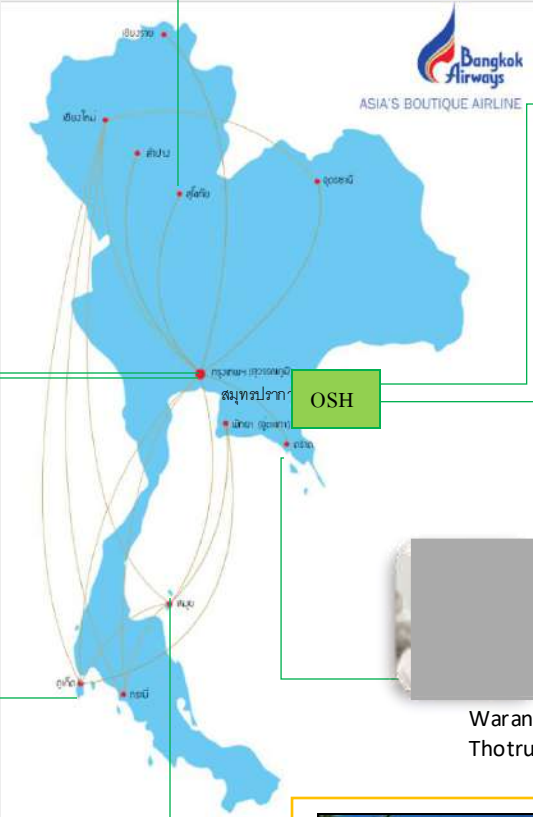 เชียงราย
Bangkok
Airways
ASIA'S BOUTIQUE AIRLINE
เชียงใหม่
ลำปาง
อุดรธานี
สุโขทัย
กรุงเทพฯ (สุวรรณภูมิ
สมุทรปรากา
OSH
พัทยา (อู่ตะเภา)
ตราด
สมุย
ภูเก็ต
กระบี่
Waran
Thotru